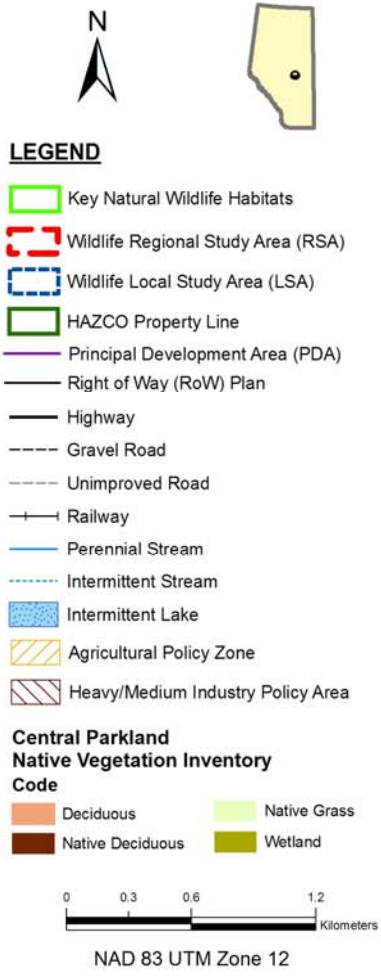 N
LEGEND
Key Natural Wildlife Habitats
Wildlife Regional Study Area (RSA)
Wildlife Local Study Area (LSA)
HAZCO Property Line
Principal Development Area (PDA)
Right of Way (RoW) Plan
Highway
Gravel Road
Unimproved Road
Railway
Perennial Stream
Intermittent Stream
Intermittent Lake
Agricultural Policy Zone
Heavy/Medium Industry Policy Area
Central Parkland
Native Vegetation Inventory
Code
Deciduous
Native Grass
Native Deciduous
Wetland
0 0.3 0.6 1.2
Kilometers
NAD 83 UTM Zone 12